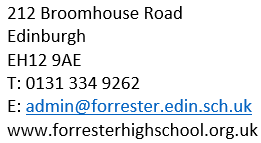 212 Broomhouse Road
Edinburgh
EH12 9AE
T: 0131 334 9262
E: admin@forrester.edin.sch.uk
www.forresterhighschool.org.uk